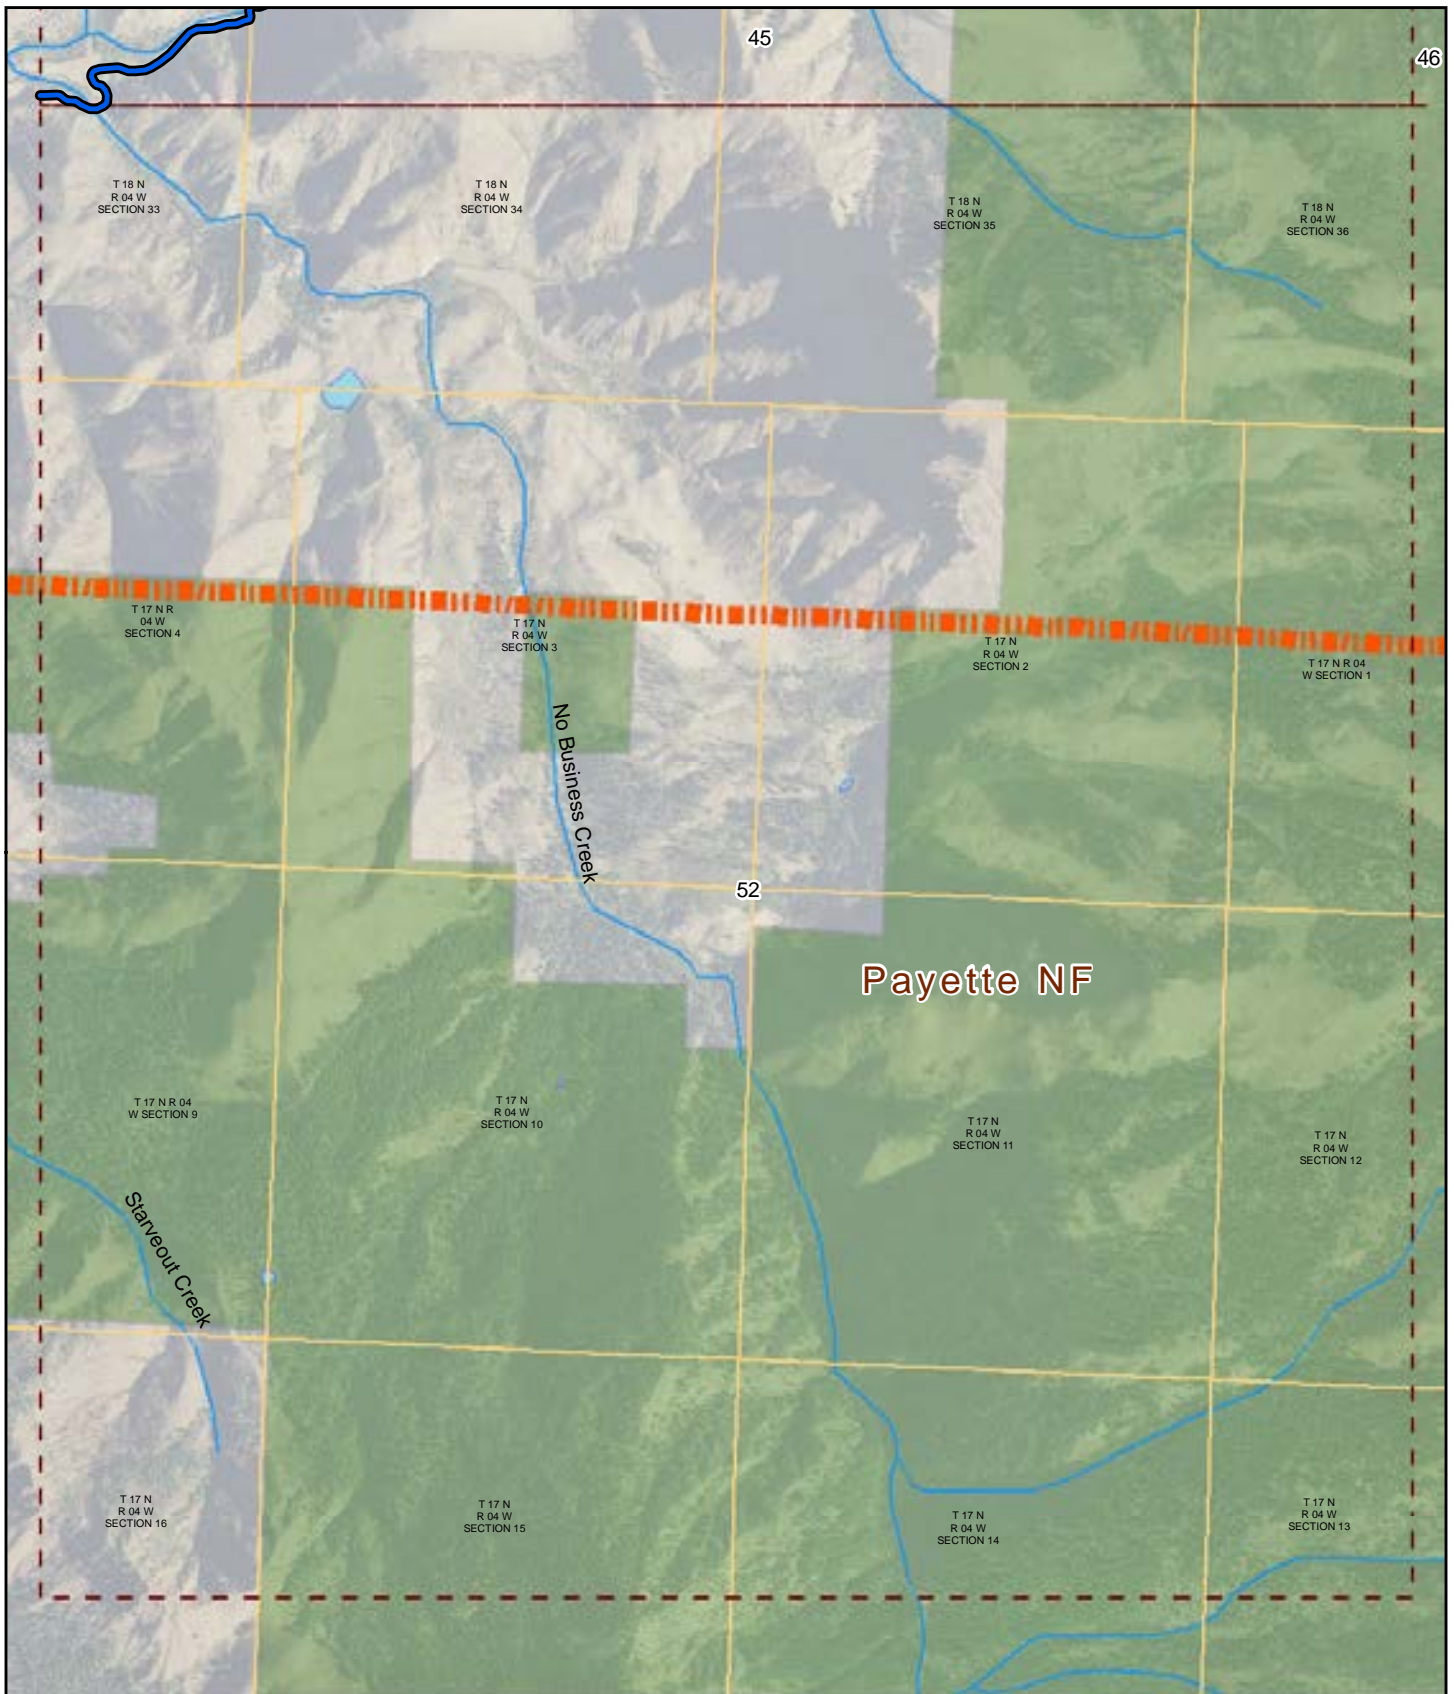 45
46
T 18 N
R 04 W
SECTION 33
T 18 N
R 04 W
SECTION 34
T 18 N
R 04 W
SECTION 35
T 18 N
R 04 W
SECTION 36
T 17 N R
04 W
SECTION 4
T 17 N
R 04 W
SECTION 3
T 17 N
R 04 W
SECTION 2
T 17 N R 04
W SECTION 1
No Business Creek
52
Payette NF
T 17 N R 04
W SECTION 9
T 17 N
R 04 W
SECTION 10
T 17 N
R 04 W
SECTION 11
T 17 N
R 04 W
SECTION 12
Starveout Creek
T 17 N
R 04 W
SECTION 16
T 17 N
R 04 W
SECTION 15
T 17 N
R 04 W
SECTION 14
T 17 N
R 04 W
SECTION 13